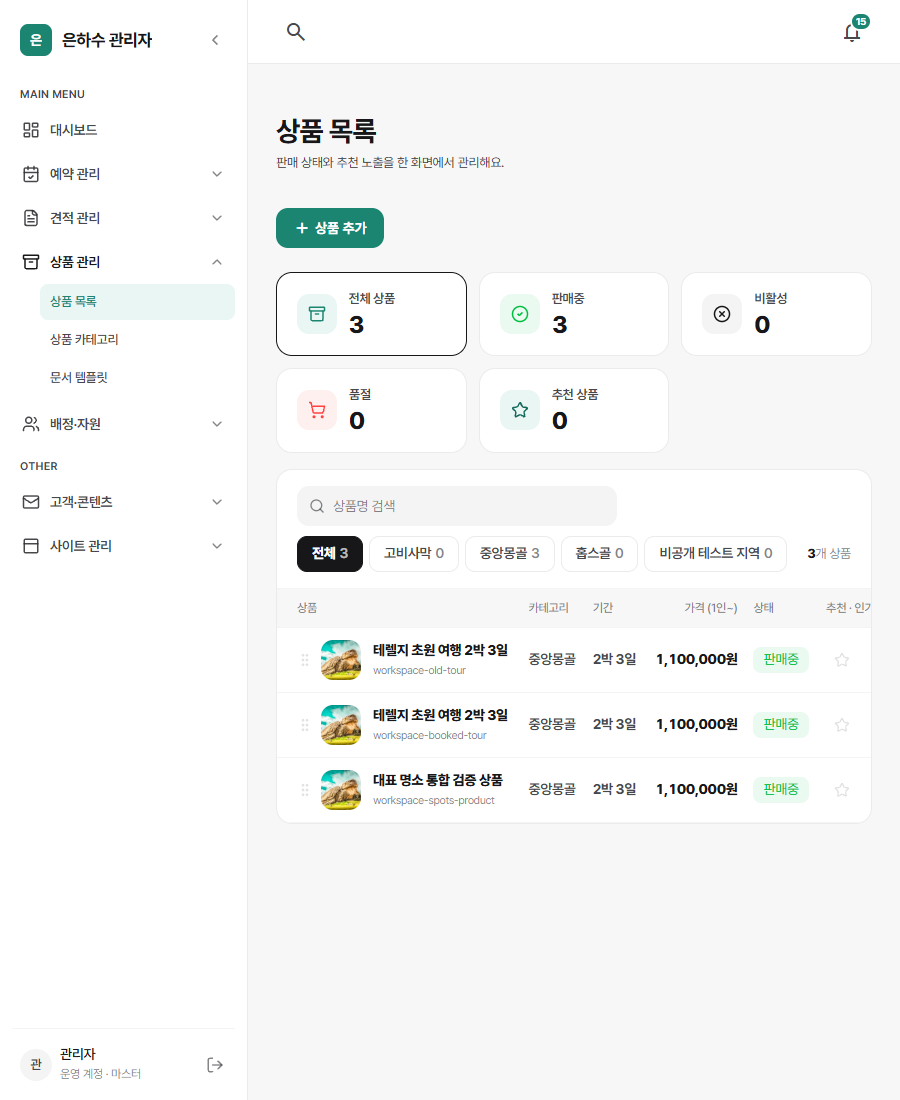 은 은하수 관리자
15
MAIN MENU
대시보드
예약 관리
견적 관리
상품 관리
상품 목록
상품 카테고리
문서 템플릿
배정·자원
OTHER
고객·콘텐츠
사이트 관리
관 관리자
운영 계정 · 마스터
상품 목록
판매 상태와 추천 노출을 한 화면에서 관리해요.
+ 상품 추가
전체 상품
3
판매중
3
비활성
0
품절
0
추천 상품
0
상품명 검색
전체 3 고비사막 0 중앙몽골 3 홉스골 0 비공개 테스트 지역 0 3개 상품
상품 카테고리 기간 가격 (1인~) 상태 추천 · 인기
테렐지 초원 여행 2박 3일
workspace-old-tour
중앙몽골 2박 3일 1,100,000원 판매중
테렐지 초원 여행 2박 3일
workspace-booked-tour
중앙몽골 2박 3일 1,100,000원 판매중
대표 명소 통합 검증 상품
workspace-spots-product
중앙몽골 2박 3일 1,100,000원 판매중